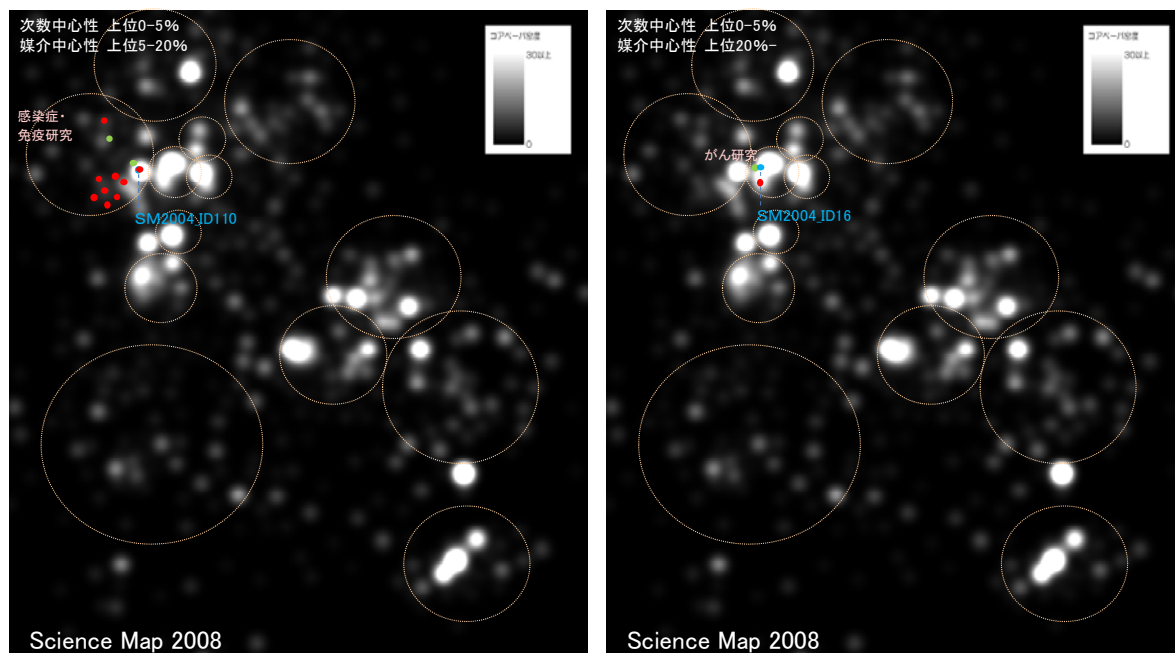 次数中心性 上位0-5%
媒介中心性 上位5-20%
コアペーパ密度
30以上
0
感染症・
免疫研究
SM2004_ID110
Science Map 2008
次数中心性 上位0-5%
媒介中心性 上位20%-
コアペーパ密度
30以上
0
がん研究
SM2004_ID16
Science Map 2008